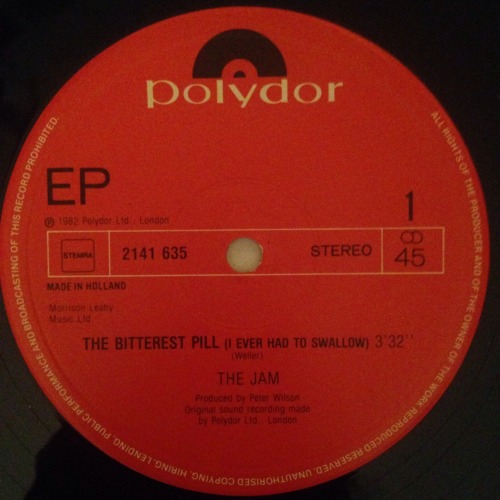 polydor
EP
1
℗ 1982 Polydor Ltd., London
STEMRA
2141 635
STEREO
45
MADE IN HOLLAND
Morrison Leahy
Music Ltd
THE BITTEREST PILL (I EVER HAD TO SWALLOW) 3'32''
(Weller)
THE JAM
Produced by Peter Wilson
Original sound recording made
by Polydor Ltd., London
ALL RIGHTS OF THE PRODUCER AND OF THE OWNER OF THE WORK REPRODUCED RESERVED. UNAUTHORISED COPYING, HIRING, LENDING, PUBLIC PERFORMANCE AND BROADCASTING OF THIS RECORD PROHIBITED.